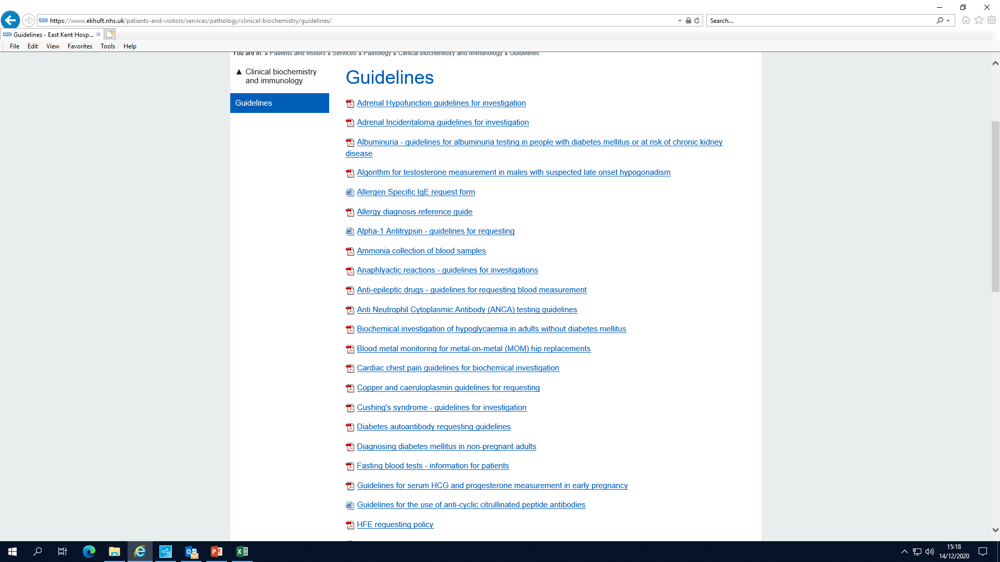 https://www.ekhuft.nhs.uk/patients-and-visitors/services/pathology/clinical-biochemistry/guidelines/
Search...
Guidelines - East Kent Hosp...
File Edit View Favorites Tools Help
You are in: » Patients and visitors » Services » Pathology » Clinical biochemistry and immunology » Guidelines
▲ Clinical biochemistry
and immunology
Guidelines
Guidelines
Adrenal Hypofunction guidelines for investigation
Adrenal Incidentaloma guidelines for investigation
Albuminuria - guidelines for albuminuria testing in people with diabetes mellitus or at risk of chronic kidney
disease
Algorithm for testosterone measurement in males with suspected late onset hypogonadism
Allergen Specific IgE request form
Allergy diagnosis reference guide
Alpha-1 Antitrypsin - guidelines for requesting
Ammonia collection of blood samples
Anaphlyactic reactions - guidelines for investigations
Anti-epileptic drugs - guidelines for requesting blood measurement
Anti Neutrophil Cytoplasmic Antibody (ANCA) testing guidelines
Biochemical investigation of hypoglycaemia in adults without diabetes mellitus
Blood metal monitoring for metal-on-metal (MOM) hip replacements
Cardiac chest pain guidelines for biochemical investigation
Copper and caeruloplasmin guidelines for requesting
Cushing's syndrome - guidelines for investigation
Diabetes autoantibody requesting guidelines
Diagnosing diabetes mellitus in non-pregnant adults
Fasting blood tests - information for patients
Guidelines for serum HCG and progesterone measurement in early pregnancy
Guidelines for the use of anti-cyclic citrullinated peptide antibodies
HFE requesting policy
15:18
14/12/2020